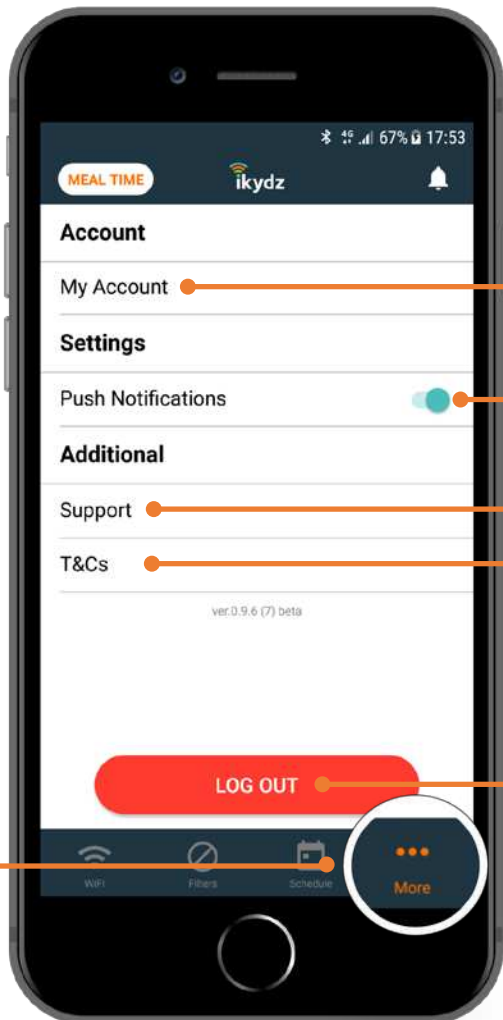 4G 67% 17:53
MEAL TIME ikydz
Account
My Account
Settings
Push Notifications
Additional
Support
T&Cs
ver.0.9.6 (7) beta
LOG OUT
WiFi Filters Schedule More